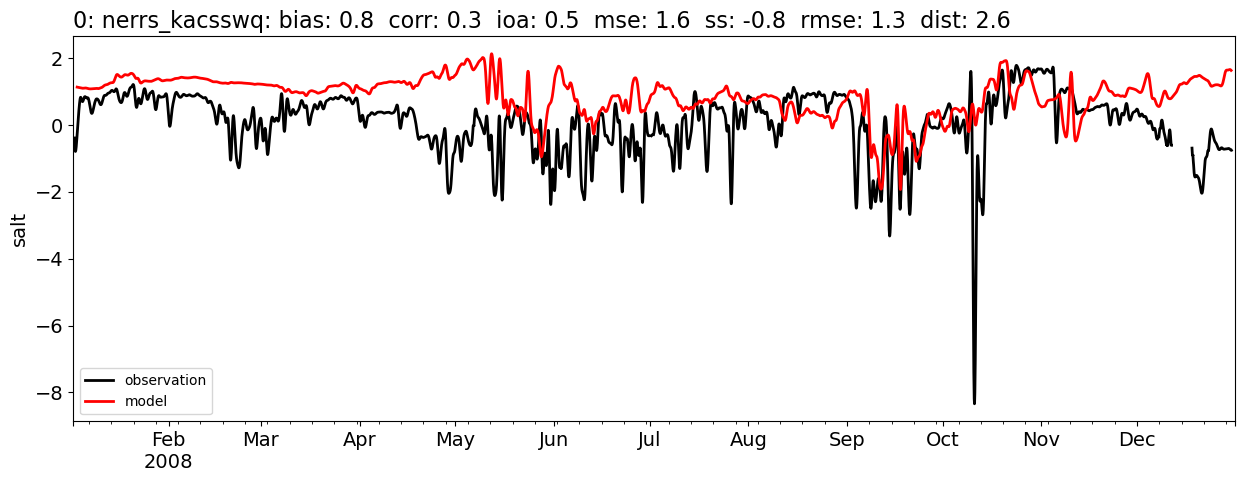 0: nerrs_kacsswq: bias: 0.8  corr: 0.3  ioa: 0.5  mse: 1.6  ss: -0.8  rmse: 1.3  dist: 2.6
2
0
−2
−4
−6
−8
salt
observation
model
Feb Mar Apr May Jun Jul Aug Sep Oct Nov Dec
2008